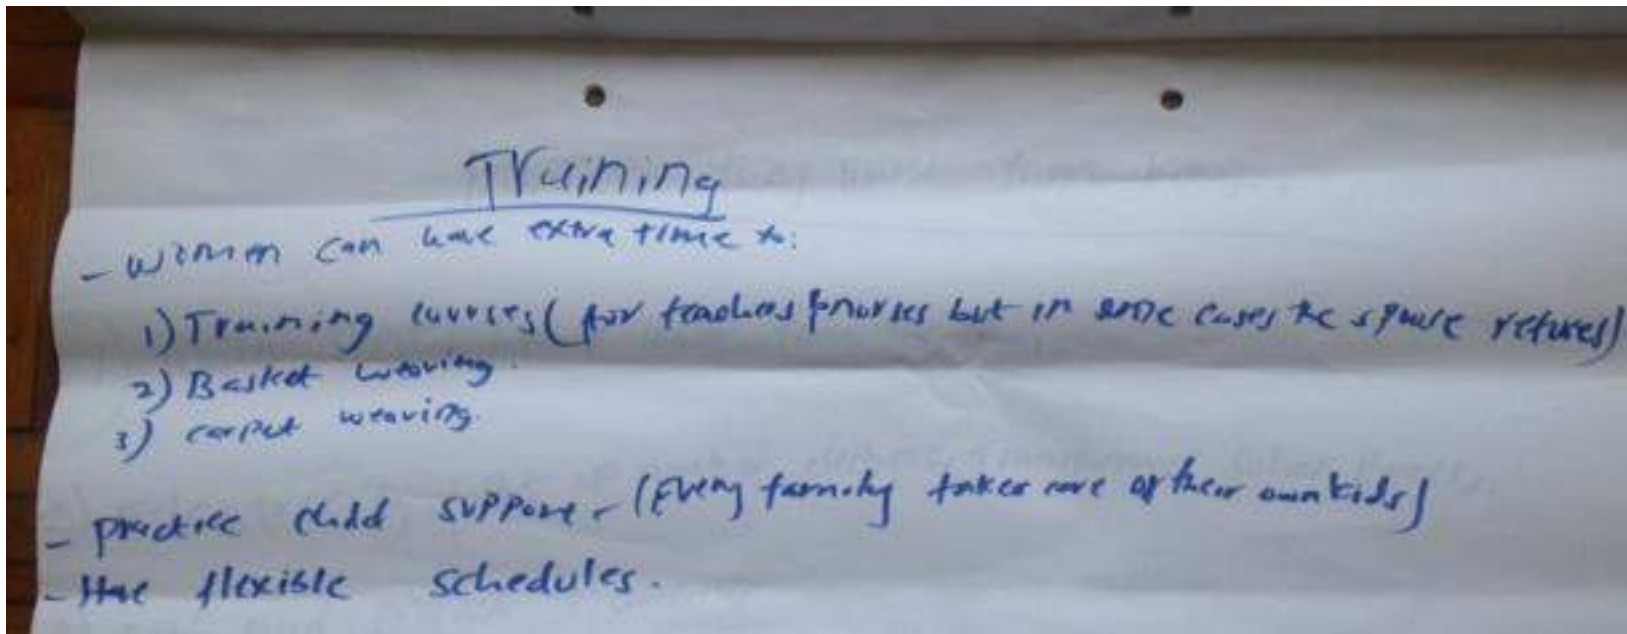 Training
- Women can have extra time to:
1) Training courses (for teachers & nurses but in some cases the spouse refuses)
2) Basket weaving.
3) carpet weaving.
- practice child support - (Every family takes care of their own kids)
- Have flexible schedules.